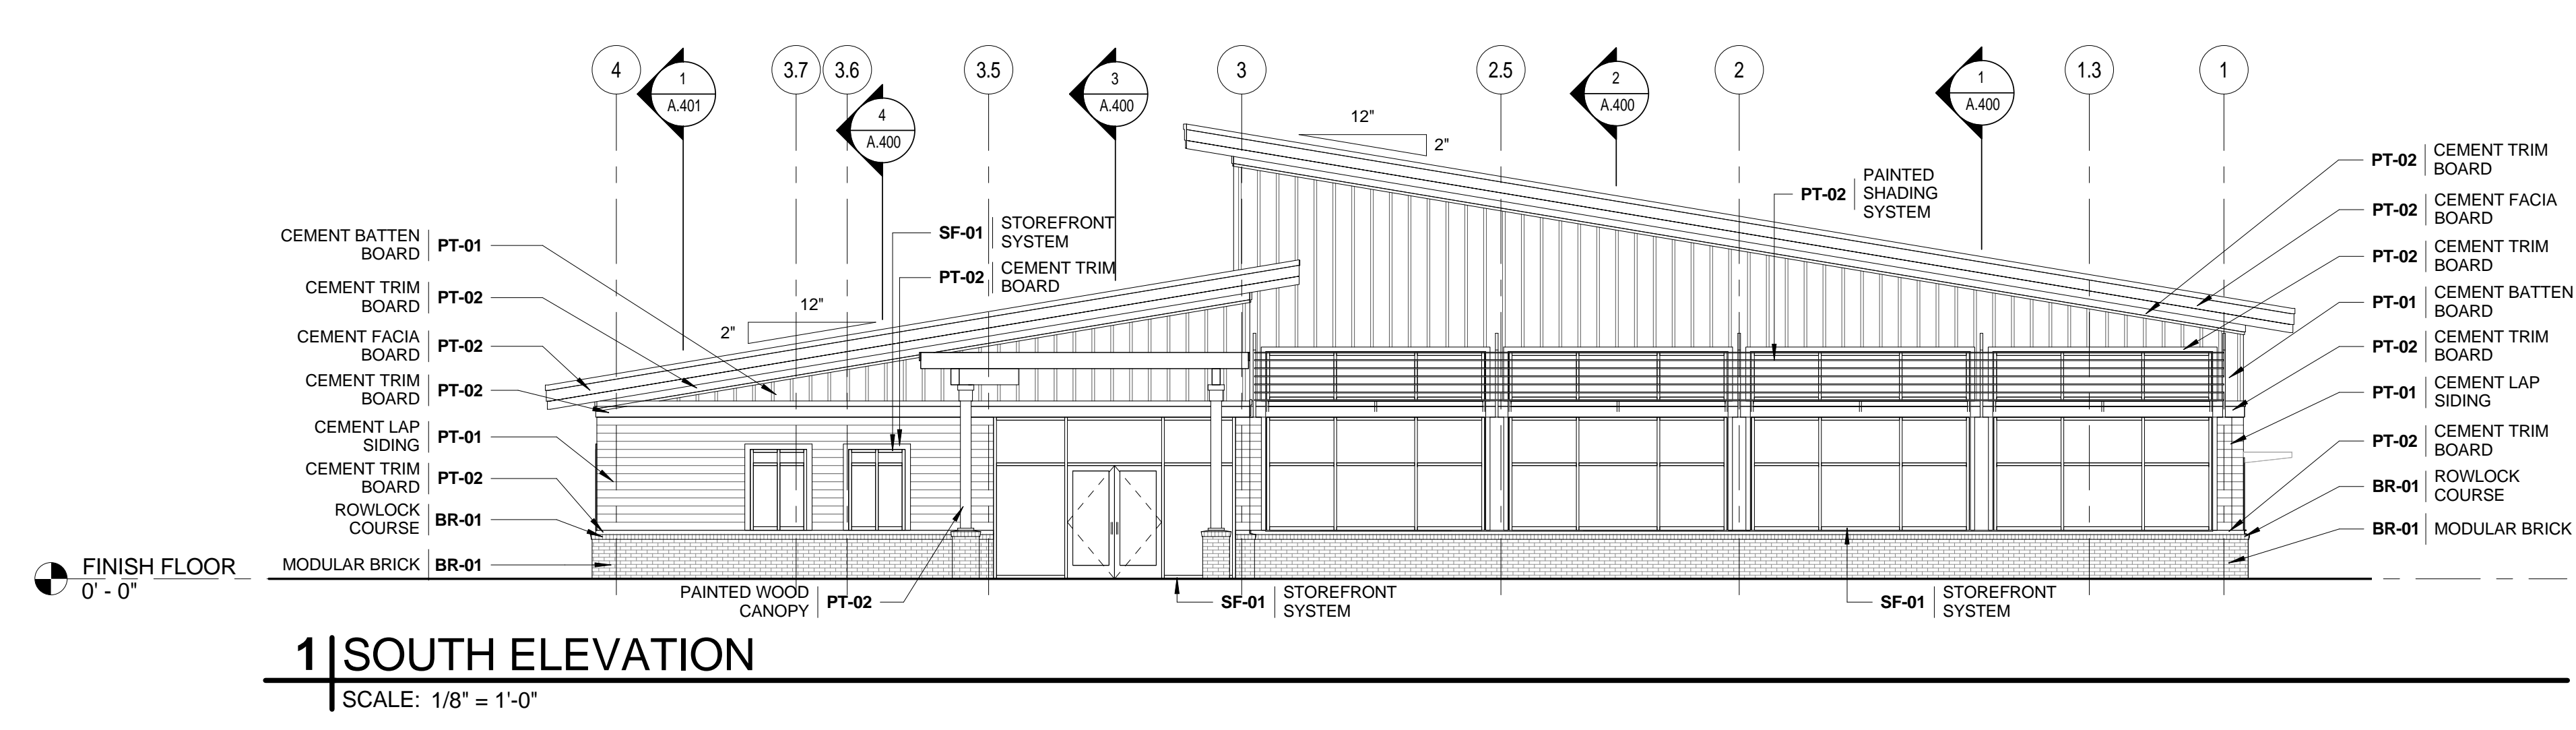 4
1
A.401
3.7
3.6
4
A.400
3.5
3
A.400
3
2.5
2
A.400
2
1
A.400
1.3
1
12"
2"
12"
2"
CEMENT BATTEN
BOARD
PT-01
CEMENT TRIM
BOARD
PT-02
CEMENT FACIA
BOARD
PT-02
CEMENT TRIM
BOARD
PT-02
CEMENT LAP
SIDING
PT-01
CEMENT TRIM
BOARD
PT-02
ROWLOCK
COURSE
BR-01
MODULAR BRICK
BR-01
SF-01
STOREFRONT
SYSTEM
PT-02
CEMENT TRIM
BOARD
PT-02
PAINTED
SHADING
SYSTEM
PT-02
CEMENT TRIM
BOARD
PT-02
CEMENT FACIA
BOARD
PT-02
CEMENT TRIM
BOARD
PT-01
CEMENT BATTEN
BOARD
PT-02
CEMENT TRIM
BOARD
PT-01
CEMENT LAP
SIDING
PT-02
CEMENT TRIM
BOARD
BR-01
ROWLOCK
COURSE
BR-01
MODULAR BRICK
FINISH FLOOR
0' - 0"
PAINTED WOOD
CANOPY
PT-02
SF-01
STOREFRONT
SYSTEM
SF-01
STOREFRONT
SYSTEM
1
SOUTH ELEVATION
SCALE: 1/8" = 1'-0"